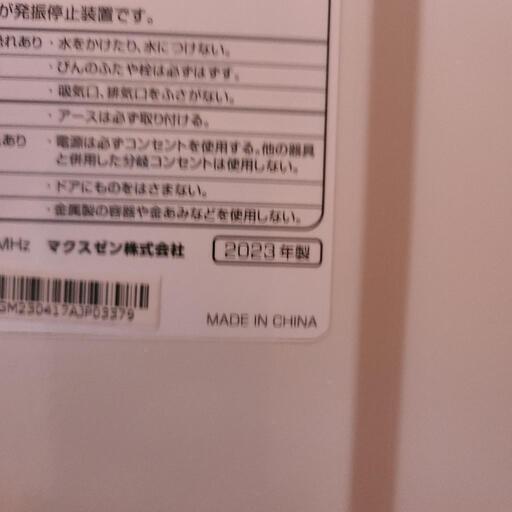 が発振停止装置です。
れあり ・水をかけたり、水につけない。
・びんのふたや栓は必ずはずす。
・吸気口、排気口をふさがない。
・アースは必ず取り付ける。
あり ・電源は必ずコンセントを使用する。他の器具
と併用した分岐コンセントは使用しない。
・ドアにものをはさまない。
・金属製の容器や金あみなどを使用しない。
MHz マクスゼン株式会社 2023年製
GM230417AJP03379
MADE IN CHINA